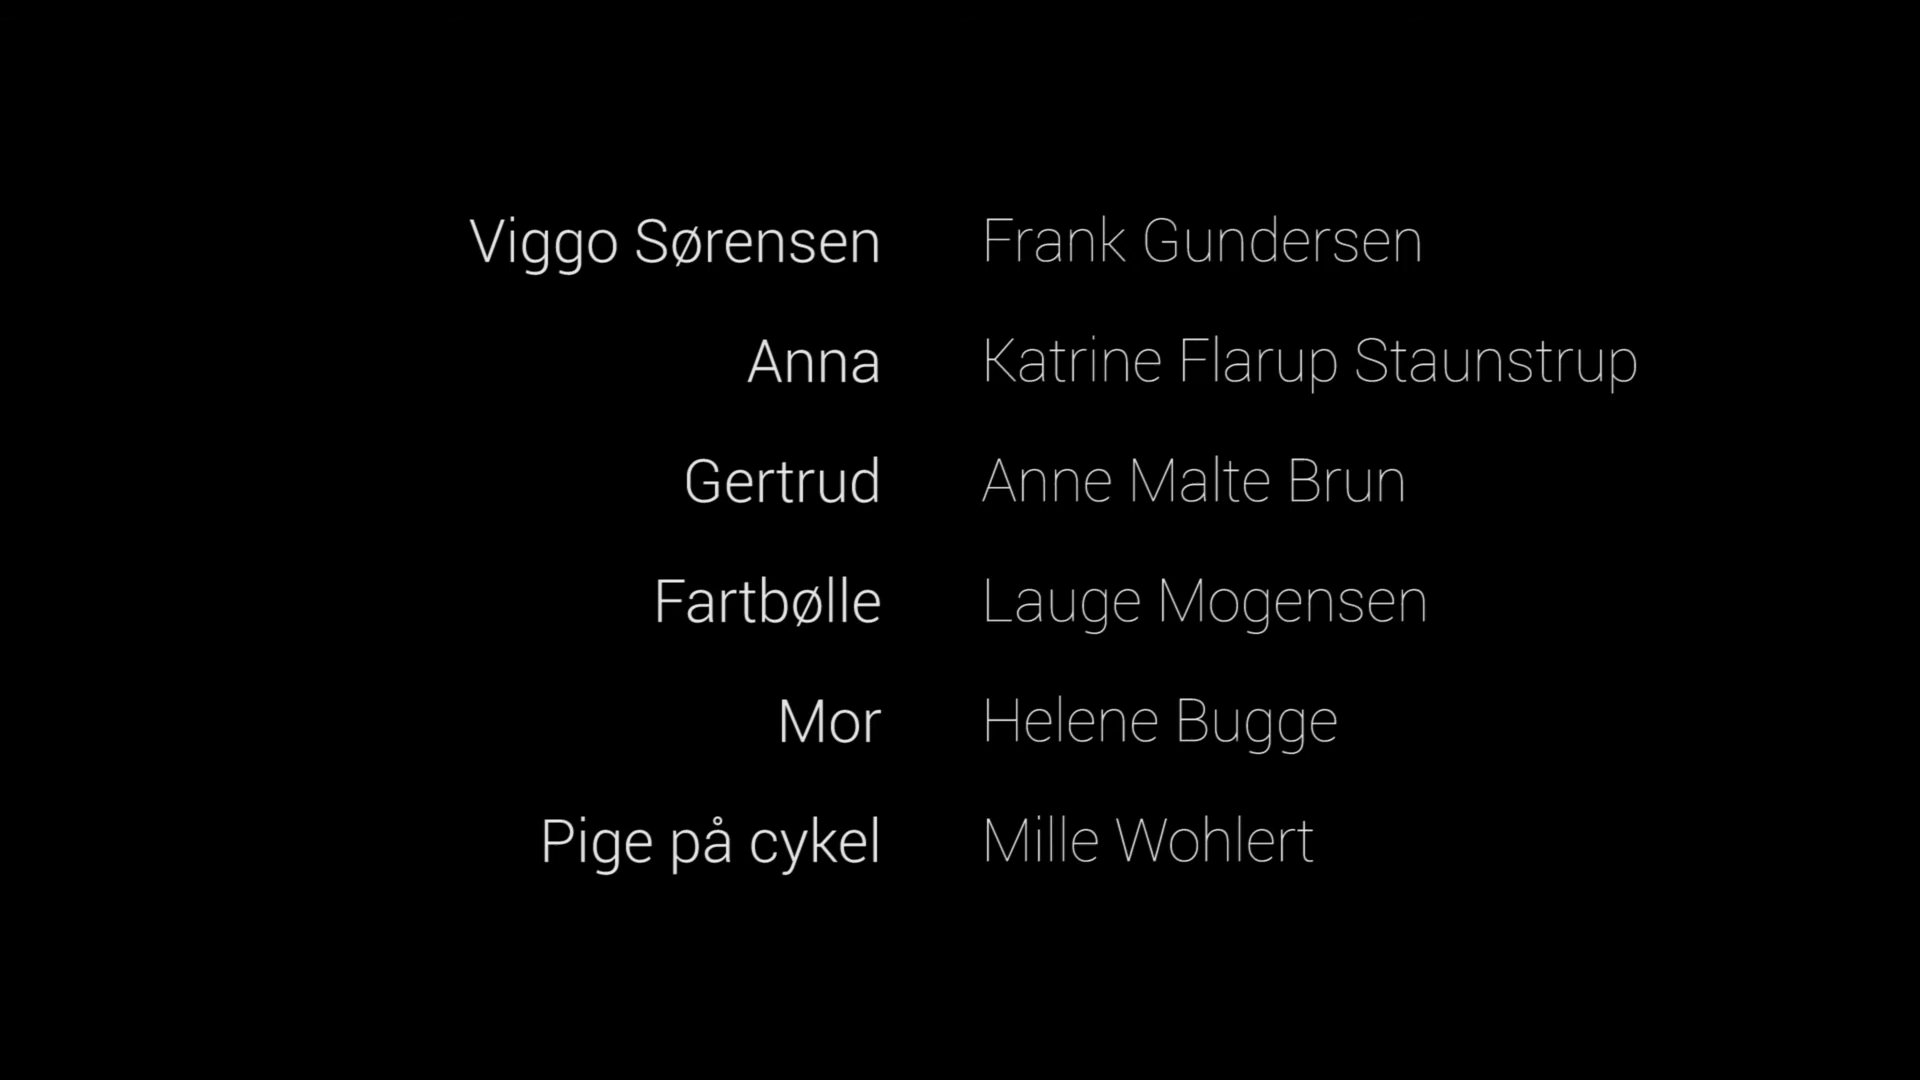 Viggo Sørensen Frank Gundersen
Anna Katrine Flarup Staunstrup
Gertrud Anne Malte Brun
Fartbølle Lauge Mogensen
Mor Helene Bugge
Pige på cykel Mille Wohlert